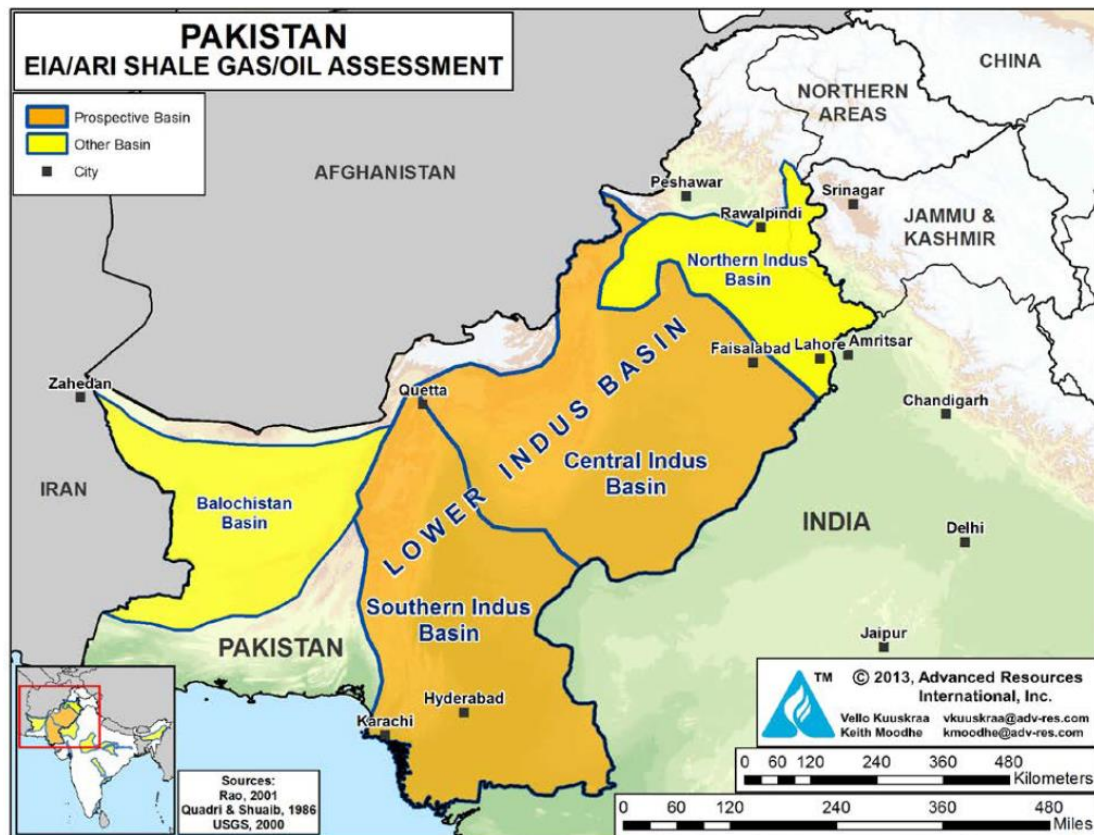 PAKISTAN
EIA/ARI SHALE GAS/OIL ASSESSMENT
Prospective Basin
Other Basin
City
CHINA
NORTHERN
AREAS
AFGHANISTAN
Peshawar
Srinagar
Rawalpindi
JAMMU &
KASHMIR
Northern Indus
Basin
Faisalabad
Lahore
Amritsar
Zahedan
Quetta
Chandigarh
LOWER INDUS BASIN
Central Indus
Basin
IRAN
Balochistan
Basin
INDIA
Delhi
Southern Indus
Basin
PAKISTAN
Jaipur
Hyderabad
Karachi
TM
© 2013, Advanced Resources
International, Inc.
Vello Kuuskraa vkuuskraa@adv-res.com
Keith Moodhe kmoodhe@adv-res.com
Sources:
Rao, 2001
Quadri & Shuaib, 1986
USGS, 2000
0 60 120 240 360 480
Kilometers
0 60 120 240 360 480
Miles